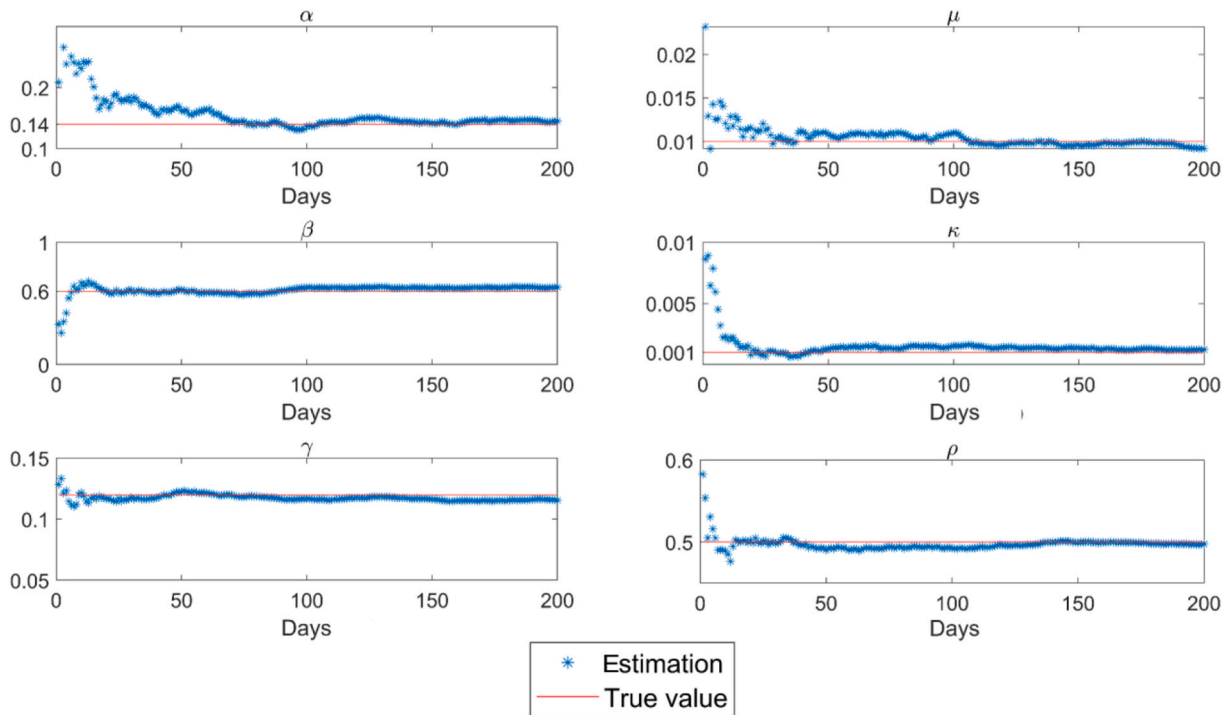 α
0.2
0.14
0.1
0 50 100 150 200
Days
μ
0.02
0.015
0.01
0 50 100 150 200
Days
β
1
0.6
0
0 50 100 150 200
Days
κ
0.01
0.005
0.001
0 50 100 150 200
Days )
γ
0.15
0.12
0.05
0 50 100 150 200
Days
ρ
0.6
0.5
0 50 100 150 200
Days
Estimation
True value